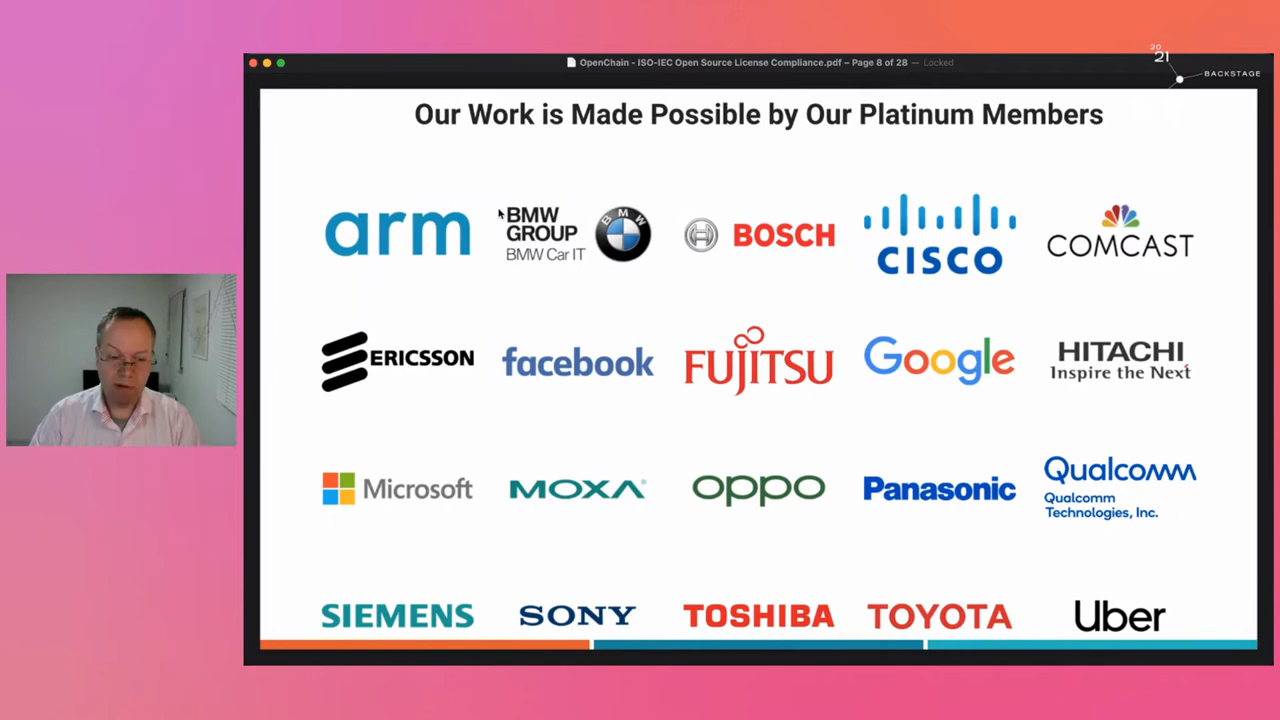 OpenChain - ISO-IEC Open Source License Compliance.pdf – Page 8 of 28 — Locked
20
21
BACKSTAGE
Our Work is Made Possible by Our Platinum Members
arm
BMW
GROUP
BMW Car IT
BMW
BOSCH
CISCO
COMCAST
ERICSSON
facebook
FUJITSU
Google
HITACHI
Inspire the Next
Microsoft
MOXA®
oppo
Panasonic
Qualcomm
Qualcomm
Technologies, Inc.
SIEMENS
SONY
TOSHIBA
TOYOTA
Uber